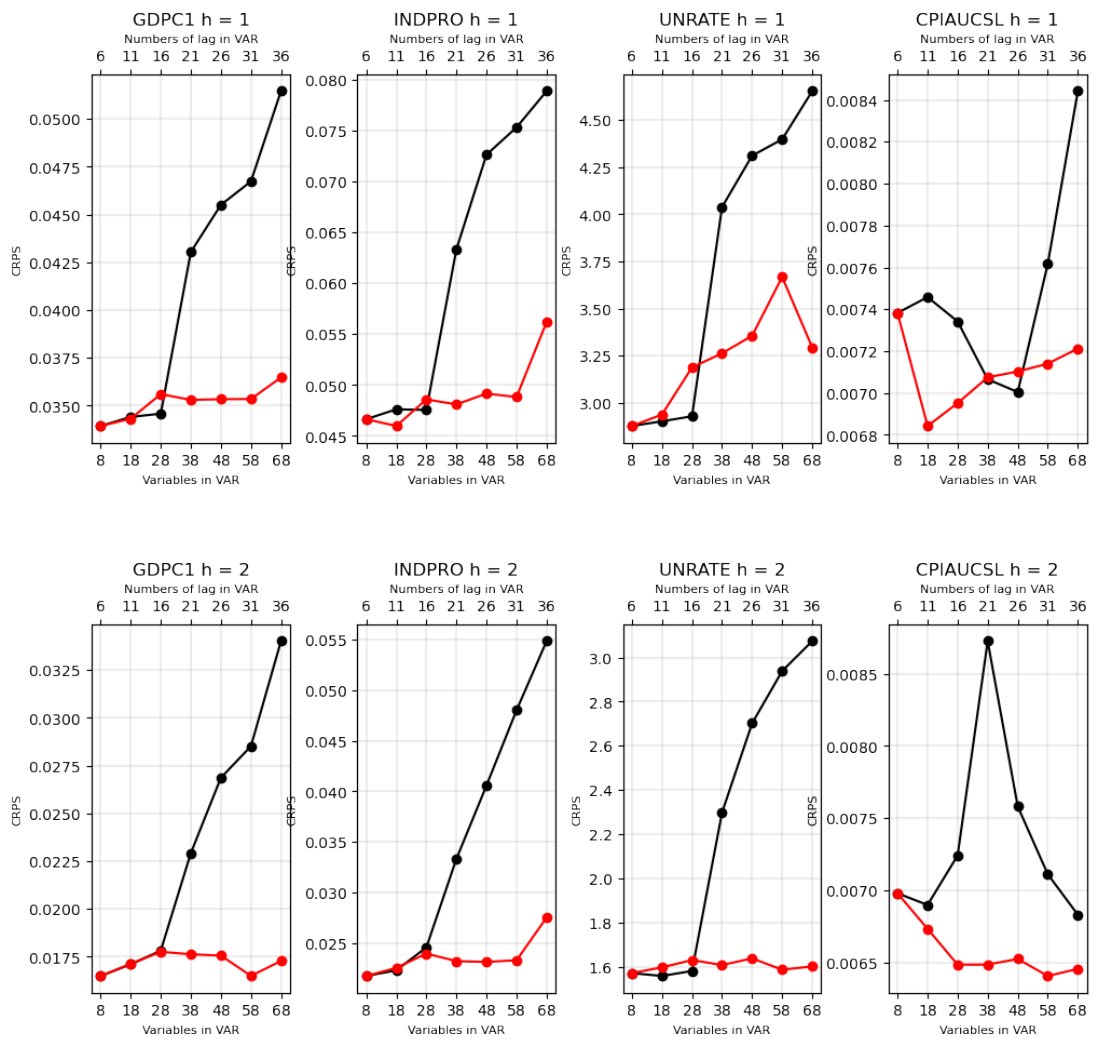 GDPC1 h = 1
Numbers of lag in VAR
6 11 16 21 26 31 36
0.0500
0.0475
0.0450
0.0425
0.0400
0.0375
0.0350
CRPS
8 18 28 38 48 58 68
Variables in VAR
INDPRO h = 1
Numbers of lag in VAR
6 11 16 21 26 31 36
0.080
0.075
0.070
0.065
0.060
0.055
0.050
0.045
CRPS
8 18 28 38 48 58 68
Variables in VAR
UNRATE h = 1
Numbers of lag in VAR
6 11 16 21 26 31 36
4.50
4.25
4.00
3.75
3.50
3.25
3.00
CRPS
8 18 28 38 48 58 68
Variables in VAR
CPIAUCSL h = 1
Numbers of lag in VAR
6 11 16 21 26 31 36
0.0084
0.0082
0.0080
0.0078
0.0076
0.0074
0.0072
0.0070
0.0068
CRPS
8 18 28 38 48 58 68
Variables in VAR
GDPC1 h = 2
Numbers of lag in VAR
6 11 16 21 26 31 36
0.0325
0.0300
0.0275
0.0250
0.0225
0.0200
0.0175
CRPS
8 18 28 38 48 58 68
Variables in VAR
INDPRO h = 2
Numbers of lag in VAR
6 11 16 21 26 31 36
0.055
0.050
0.045
0.040
0.035
0.030
0.025
CRPS
8 18 28 38 48 58 68
Variables in VAR
UNRATE h = 2
Numbers of lag in VAR
6 11 16 21 26 31 36
3.0
2.8
2.6
2.4
2.2
2.0
1.8
1.6
CRPS
8 18 28 38 48 58 68
Variables in VAR
CPIAUCSL h = 2
Numbers of lag in VAR
6 11 16 21 26 31 36
0.0085
0.0080
0.0075
0.0070
0.0065
CRPS
8 18 28 38 48 58 68
Variables in VAR